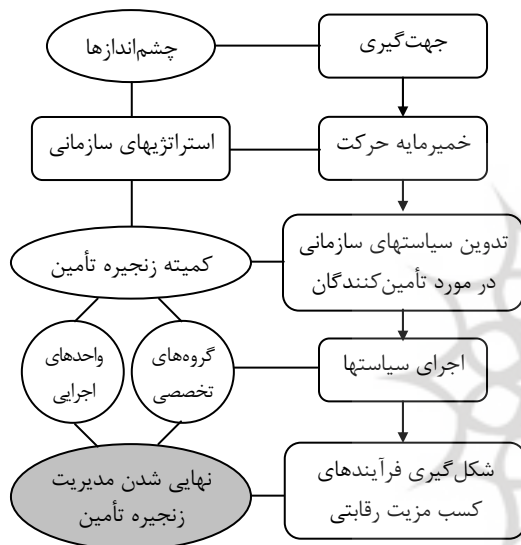 جهت‌گیری
چشم‌اندازها
خمیرمایه حرکت
استراتژیهای سازمانی
تدوین سیاستهای سازمانی
در مورد تأمین‌کنندگان
کمیته زنجیره تأمین
اجرای سیاستها
گروه‌های
تخصصی
واحدهای
اجرایی
شکل‌گیری فرآیندهای
کسب مزیت رقابتی
نهایی شدن مدیریت
زنجیره تأمین